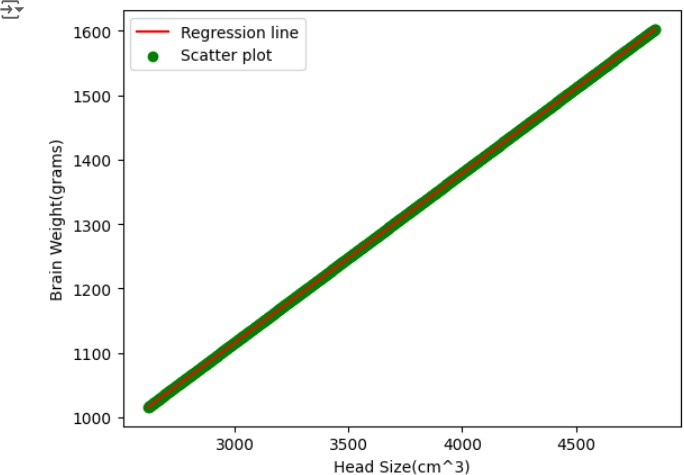 Regression line
Scatter plot
1600
1500
1400
1300
1200
1100
1000
Brain Weight(grams)
3000 3500 4000 4500
Head Size(cm^3)